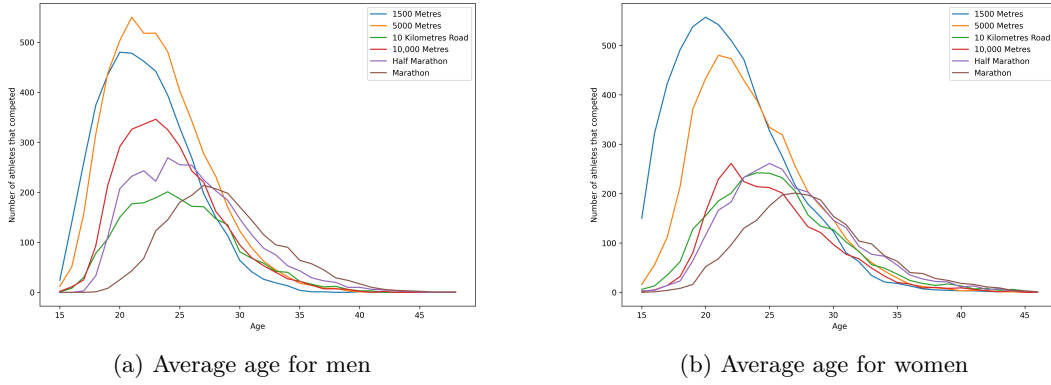 1500 Metres
5000 Metres
10 Kilometres Road
10,000 Metres
Half Marathon
Marathon
Number of athletes that competed
500
400
300
200
100
0
15 20 25 30 35 40 45
Age
(a) Average age for men
1500 Metres
5000 Metres
10 Kilometres Road
10,000 Metres
Half Marathon
Marathon
Number of athletes that competed
500
400
300
200
100
0
15 20 25 30 35 40 45
Age
(b) Average age for women